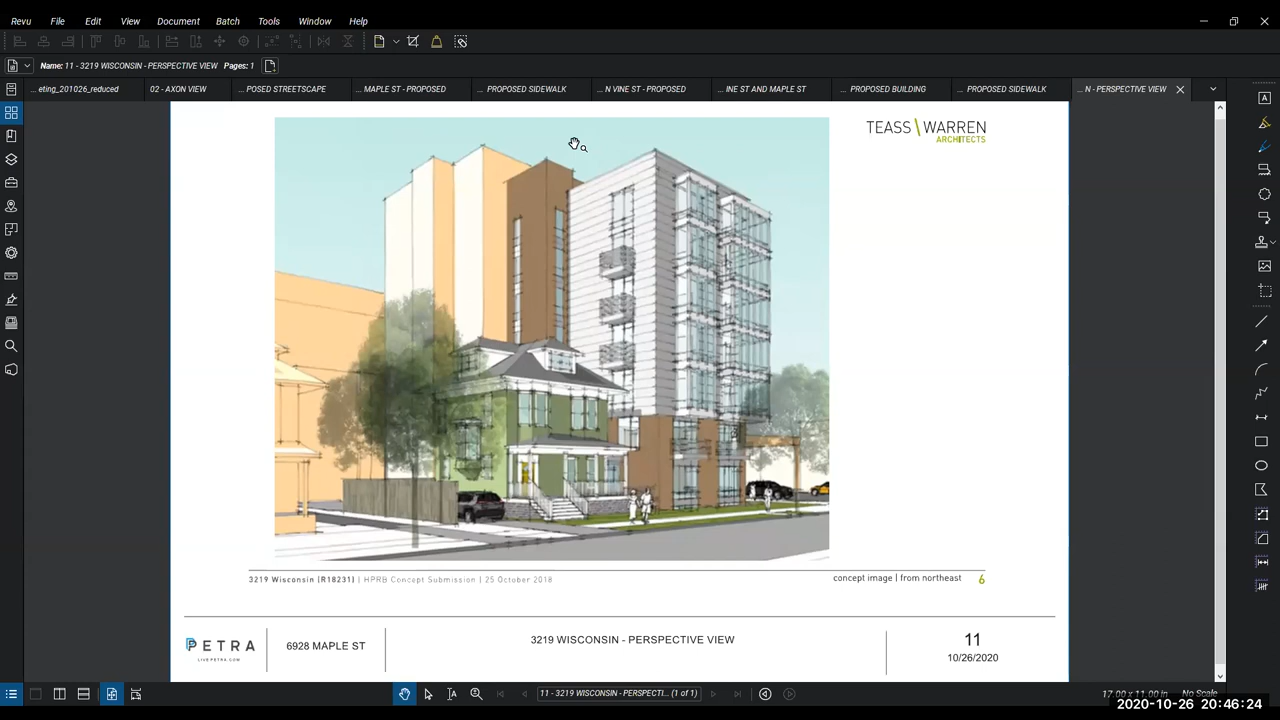 Revu File Edit View Document Batch Tools Window Help
Name: 11 - 3219 WISCONSIN - PERSPECTIVE VIEW Pages: 1
... eting_201026_reduced 02 - AXON VIEW ... POSED STREETSCAPE ... MAPLE ST - PROPOSED ... PROPOSED SIDEWALK ... N VINE ST - PROPOSED ... INE ST AND MAPLE ST ... PROPOSED BUILDING ... PROPOSED SIDEWALK ... N - PERSPECTIVE VIEW
TEASS \ WARREN
ARCHITECTS
3219 Wisconsin (R18231) | HPRB Concept Submission | 25 October 2018
concept image | from northeast 6
PETRA
LIVEPETRA.COM
6928 MAPLE ST
3219 WISCONSIN - PERSPECTIVE VIEW
11
10/26/2020
11 - 3219 WISCONSIN - PERSPECTI... (1 of 1)
17.00 x 11.00 in No Scale
2020-10-26 20:46:24